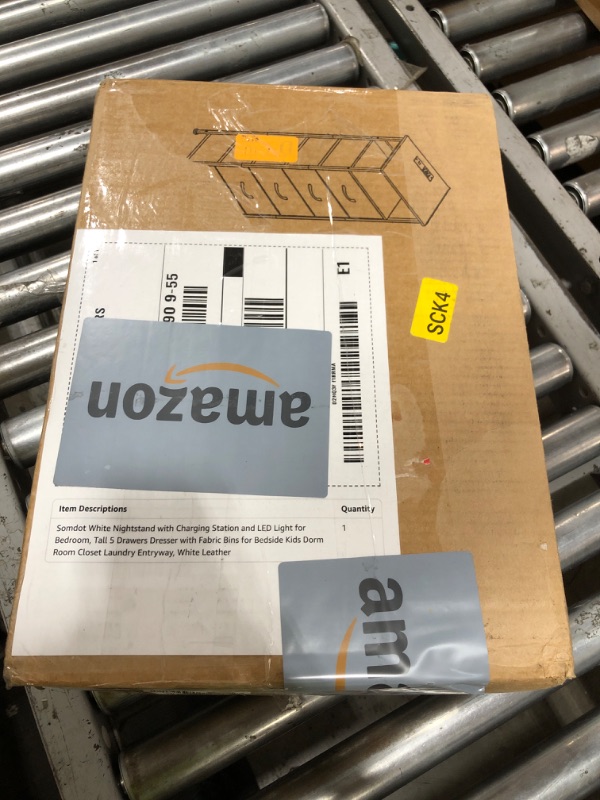 E1
90 9-55
RS
SCK4
amazon
Item Descriptions
Quantity
Somdot White Nightstand with Charging Station and LED Light for
1
Bedroom, Tall 5 Drawers Dresser with Fabric Bins for Bedside Kids Dorm
Room Closet Laundry Entryway, White Leather
am